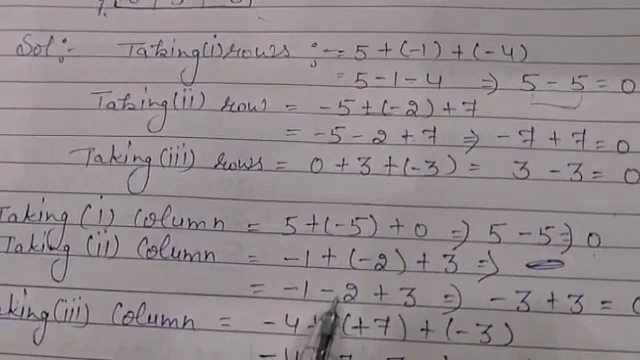 Sol:- Taking(i) rows :- = 5 + (-1) + (-4)
= 5 - 1 - 4 ⇒ 5 - 5 = 0
Taking(ii) row = -5 + (-2) + 7
= -5 - 2 + 7 ⇒ -7 + 7 = 0
Taking(iii) rows = 0 + 3 + (-3) = 3 - 3 = 0
Taking (i) column = 5 + (-5) + 0 ⇒ 5 - 5 ⇒ 0
Taking (ii) column = -1 + (-2) + 3 ⇒
= -1 - 2 + 3 ⇒ -3 + 3 =
aking (iii) column = -4 + (+7) + (-3)